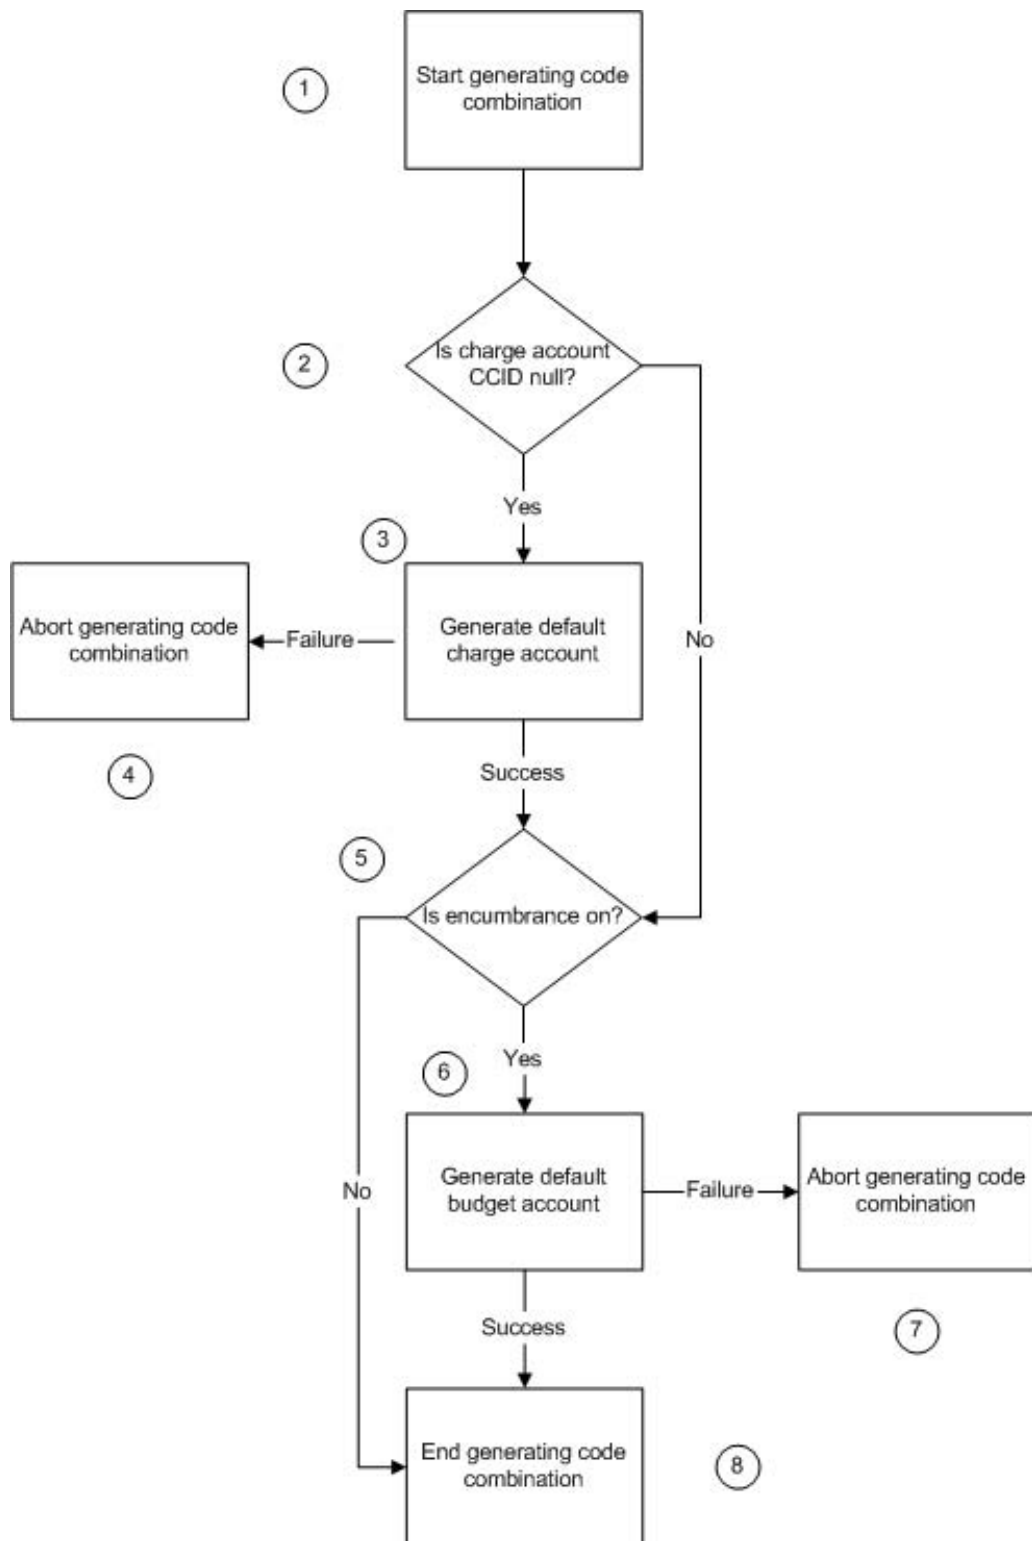 1
Start generating code
combination
2
Is charge account
CCID null?
Yes
No
3
Generate default
charge account
Failure
Abort generating code
combination
4
Success
5
Is encumbrance on?
Yes
No
6
Generate default
budget account
Failure
Abort generating code
combination
7
Success
End generating code
combination
8